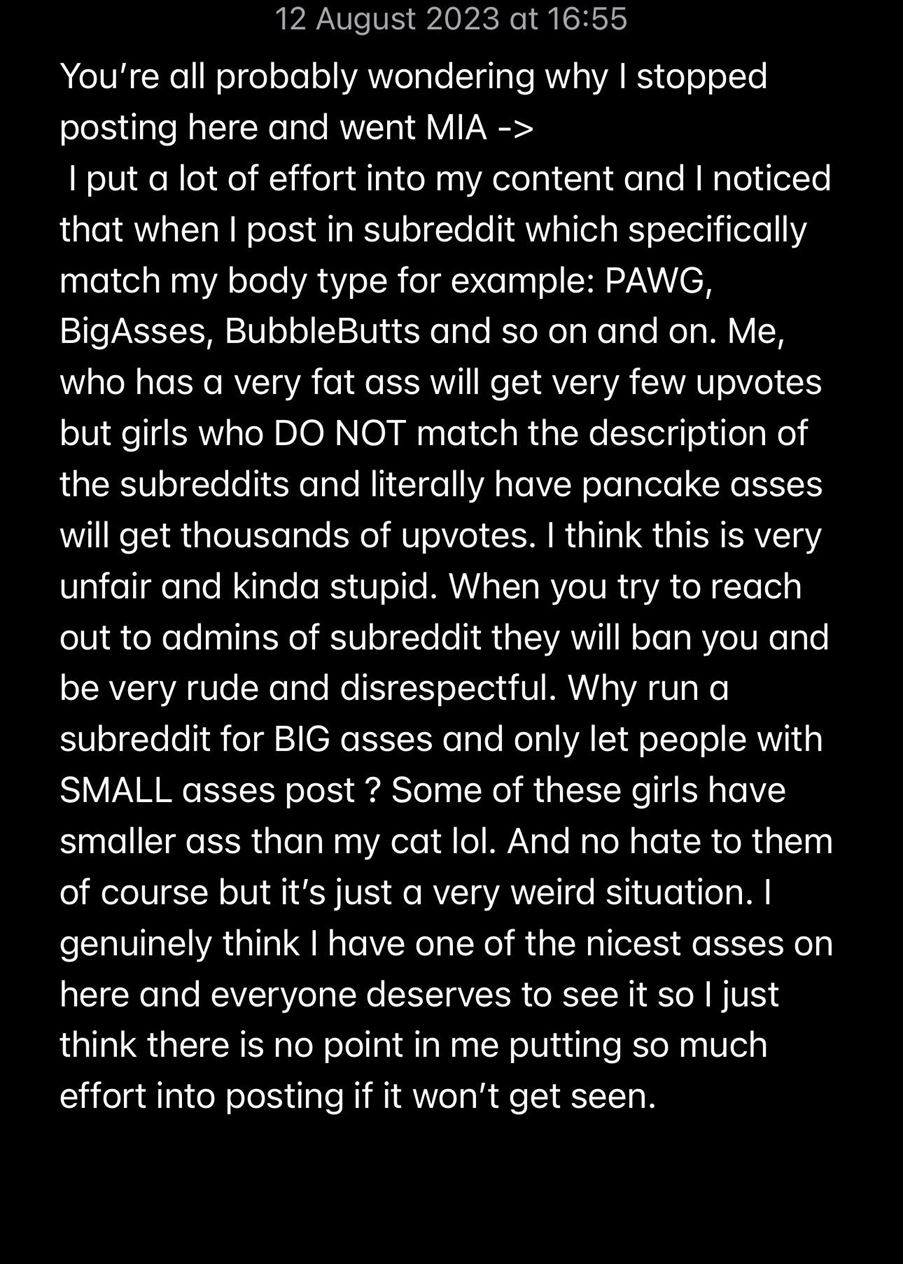 12 August 2023 at 16:55
You’re all probably wondering why I stopped
posting here and went MIA ->
I put a lot of effort into my content and I noticed
that when I post in subreddit which specifically
match my body type for example: PAWG,
BigAsses, BubbleButts and so on and on. Me,
who has a very fat ass will get very few upvotes
but girls who DO NOT match the description of
the subreddits and literally have pancake asses
will get thousands of upvotes. I think this is very
unfair and kinda stupid. When you try to reach
out to admins of subreddit they will ban you and
be very rude and disrespectful. Why run a
subreddit for BIG asses and only let people with
SMALL asses post ? Some of these girls have
smaller ass than my cat lol. And no hate to them
of course but it’s just a very weird situation. I
genuinely think I have one of the nicest asses on
here and everyone deserves to see it so I just
think there is no point in me putting so much
effort into posting if it won’t get seen.